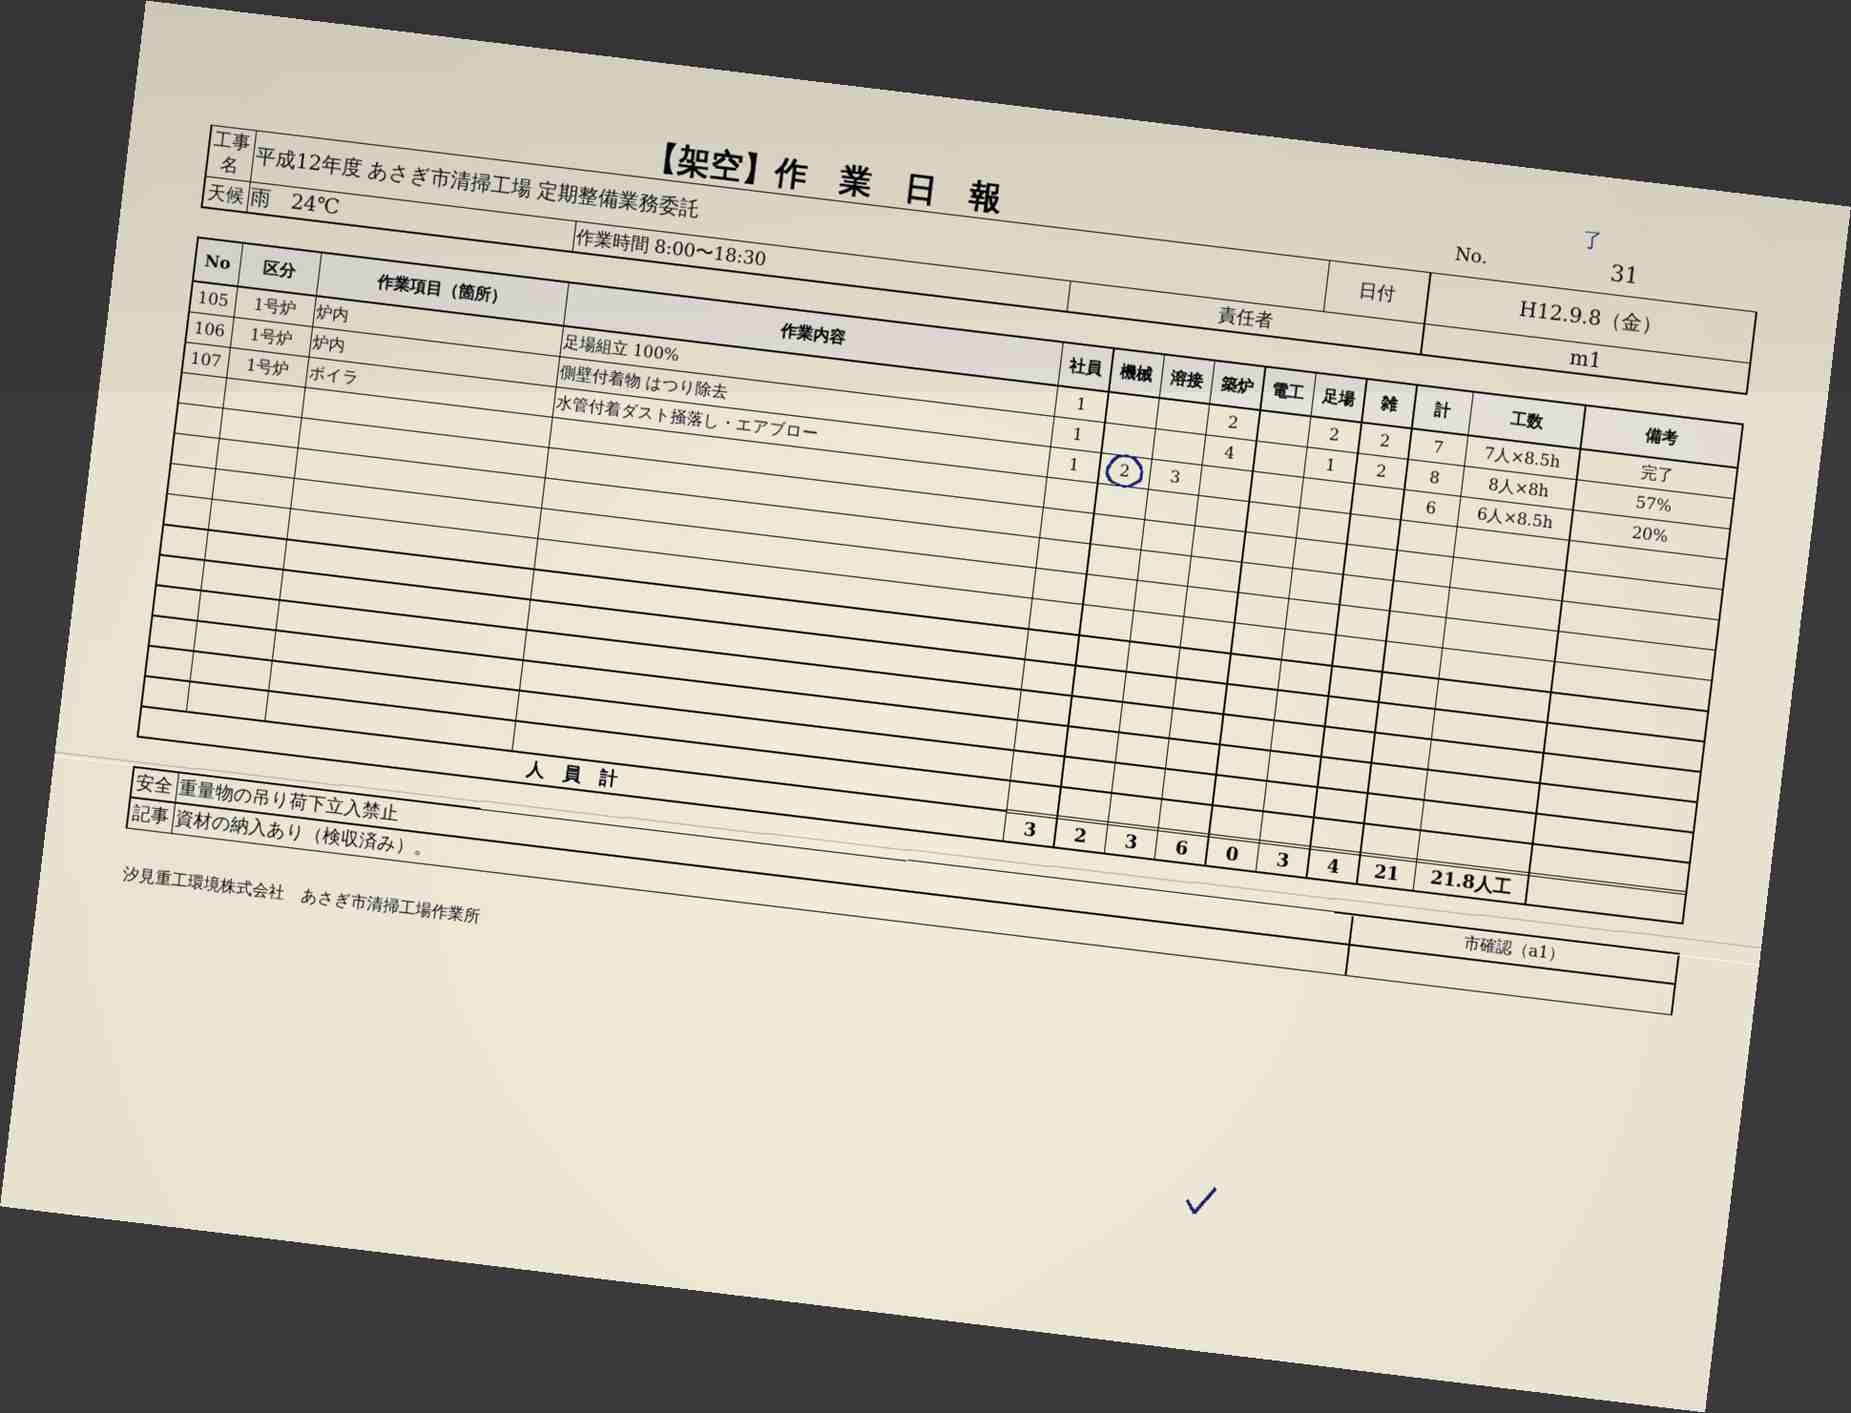 【架空】作 業 日 報
了
No. 31
工事名 平成12年度 あさぎ市清掃工場 定期整備業務委託 日付 H12.9.8（金）
天候 雨 24℃ 作業時間 8:00〜18:30 責任者 m1
No 区分 作業項目（箇所） 作業内容 社員 機械 溶接 築炉 電工 足場 雑 計 工数 備考
105 1号炉 炉内 足場組立 100% 1 2 2 2 7 7人×8.5h 完了
106 1号炉 炉内 側壁付着物 はつり除去 1 4 1 2 8 8人×8h 57%
107 1号炉 ボイラ 水管付着ダスト掻落し・エアブロー 1 2 3 6 6人×8.5h 20%
人 員 計 3 2 3 6 0 3 4 21 21.8人工
安全 重量物の吊り荷下立入禁止 市確認（a1）
記事 資材の納入あり（検収済み）。
汐見重工環境株式会社 あさぎ市清掃工場作業所